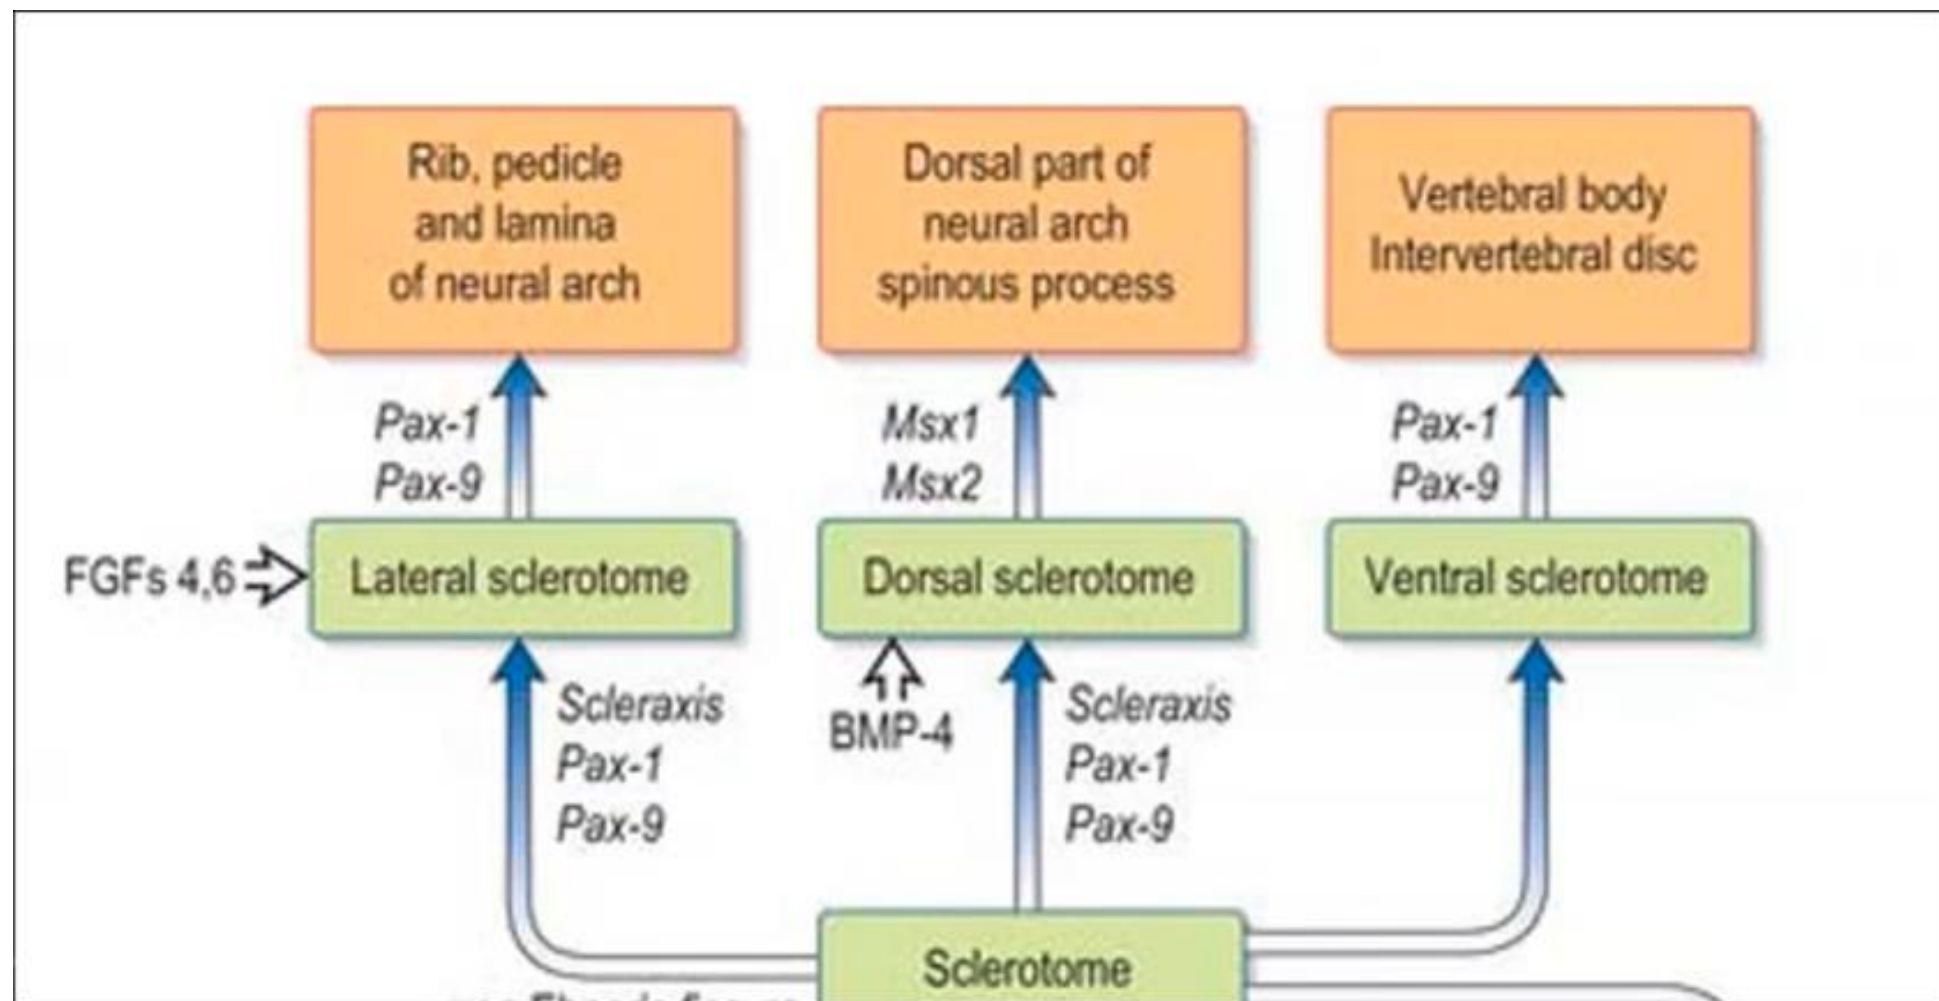 Rib, pedicle
and lamina
of neural arch
Dorsal part of
neural arch
spinous process
Vertebral body
Intervertebral disc
Pax-1
Pax-9
Msx1
Msx2
Pax-1
Pax-9
FGFs 4,6
Lateral sclerotome
Dorsal sclerotome
Ventral sclerotome
Scleraxis
Pax-1
Pax-9
BMP-4
Scleraxis
Pax-1
Pax-9
Sclerotome